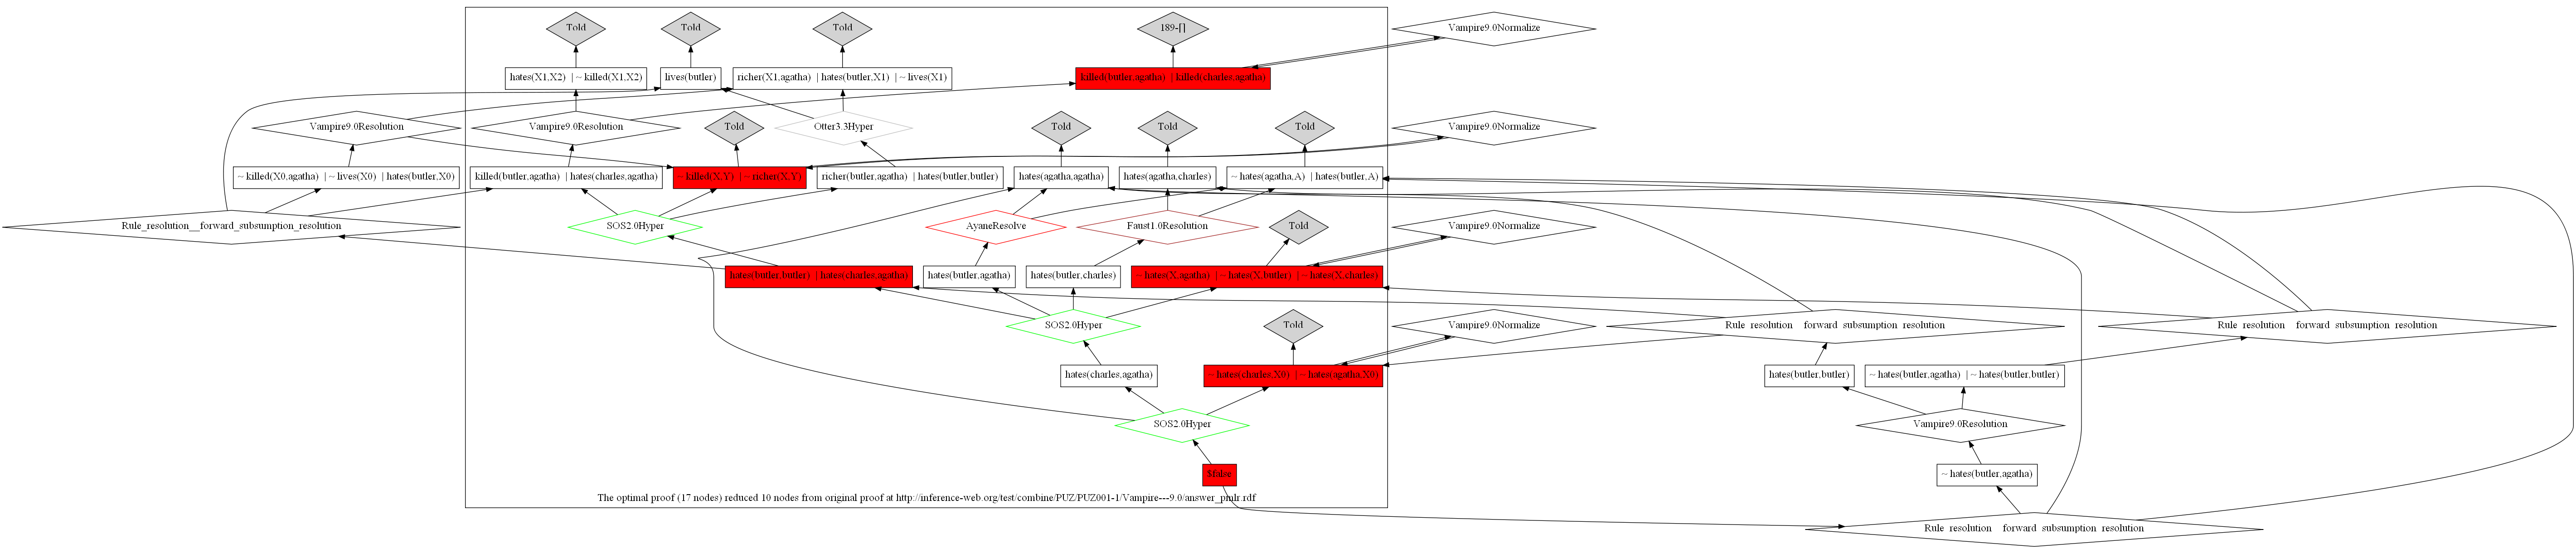 Told
Told
Told
189-[]
Vampire9.0Normalize
hates(X1,X2) | ~ killed(X1,X2)
lives(butler)
richer(X1,agatha) | hates(butler,X1) | ~ lives(X1)
killed(butler,agatha) | killed(charles,agatha)
Vampire9.0Resolution
Vampire9.0Resolution
Told
Otter3.3Hyper
Told
Told
Told
Vampire9.0Normalize
~ killed(X0,agatha) | ~ lives(X0) | hates(butler,X0)
killed(butler,agatha) | hates(charles,agatha)
~ killed(X,Y) | ~ richer(X,Y)
richer(butler,agatha) | hates(butler,butler)
hates(agatha,agatha)
hates(agatha,charles)
~ hates(agatha,A) | hates(butler,A)
Rule_resolution__forward_subsumption_resolution
SOS2.0Hyper
AyaneResolve
Faust1.0Resolution
Told
Vampire9.0Normalize
hates(butler,butler) | hates(charles,agatha)
hates(butler,agatha)
hates(butler,charles)
~ hates(X,agatha) | ~ hates(X,butler) | ~ hates(X,charles)
SOS2.0Hyper
Told
Vampire9.0Normalize
Rule_resolution__forward_subsumption_resolution
Rule_resolution__forward_subsumption_resolution
hates(charles,agatha)
~ hates(charles,X0) | ~ hates(agatha,X0)
hates(butler,butler)
~ hates(butler,agatha) | ~ hates(butler,butler)
SOS2.0Hyper
Vampire9.0Resolution
$false
~ hates(butler,agatha)
The optimal proof (17 nodes) reduced 10 nodes from original proof at http://inference-web.org/test/combine/PUZ/PUZ001-1/Vampire---9.0/answer_pmlr.rdf
Rule_resolution__forward_subsumption_resolution